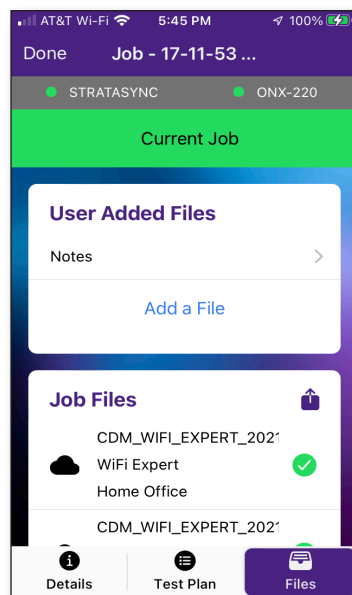 AT&T Wi-Fi 5:45 PM 100%
Done Job - 17-11-53 ...
STRATASYNC ONX-220
Current Job
User Added Files
Notes
Add a File
Job Files
CDM_WIFI_EXPERT_2021
WiFi Expert
Home Office
CDM_WIFI_EXPERT_2021
Details Test Plan Files